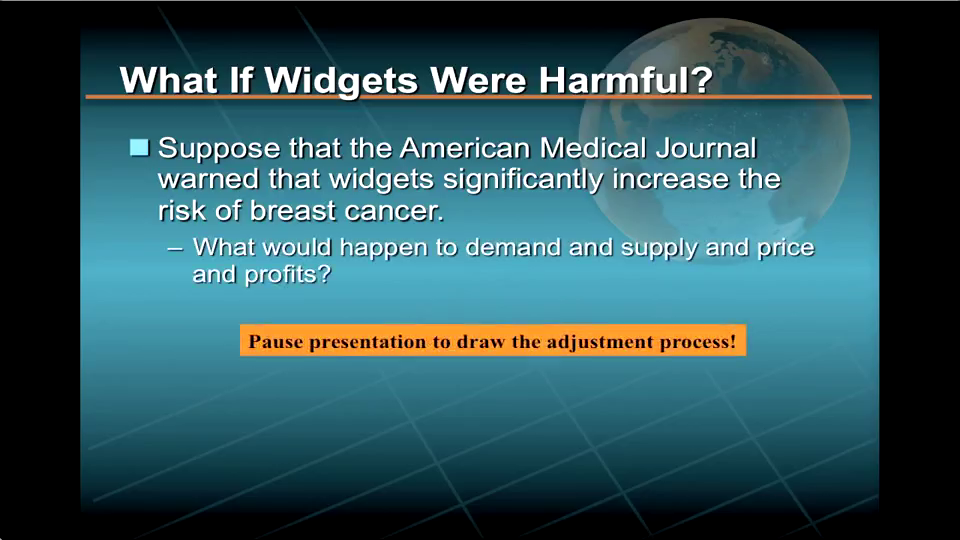 What If Widgets Were Harmful?
Suppose that the American Medical Journal
warned that widgets significantly increase the
risk of breast cancer.
– What would happen to demand and supply and price
and profits?
Pause presentation to draw the adjustment process!